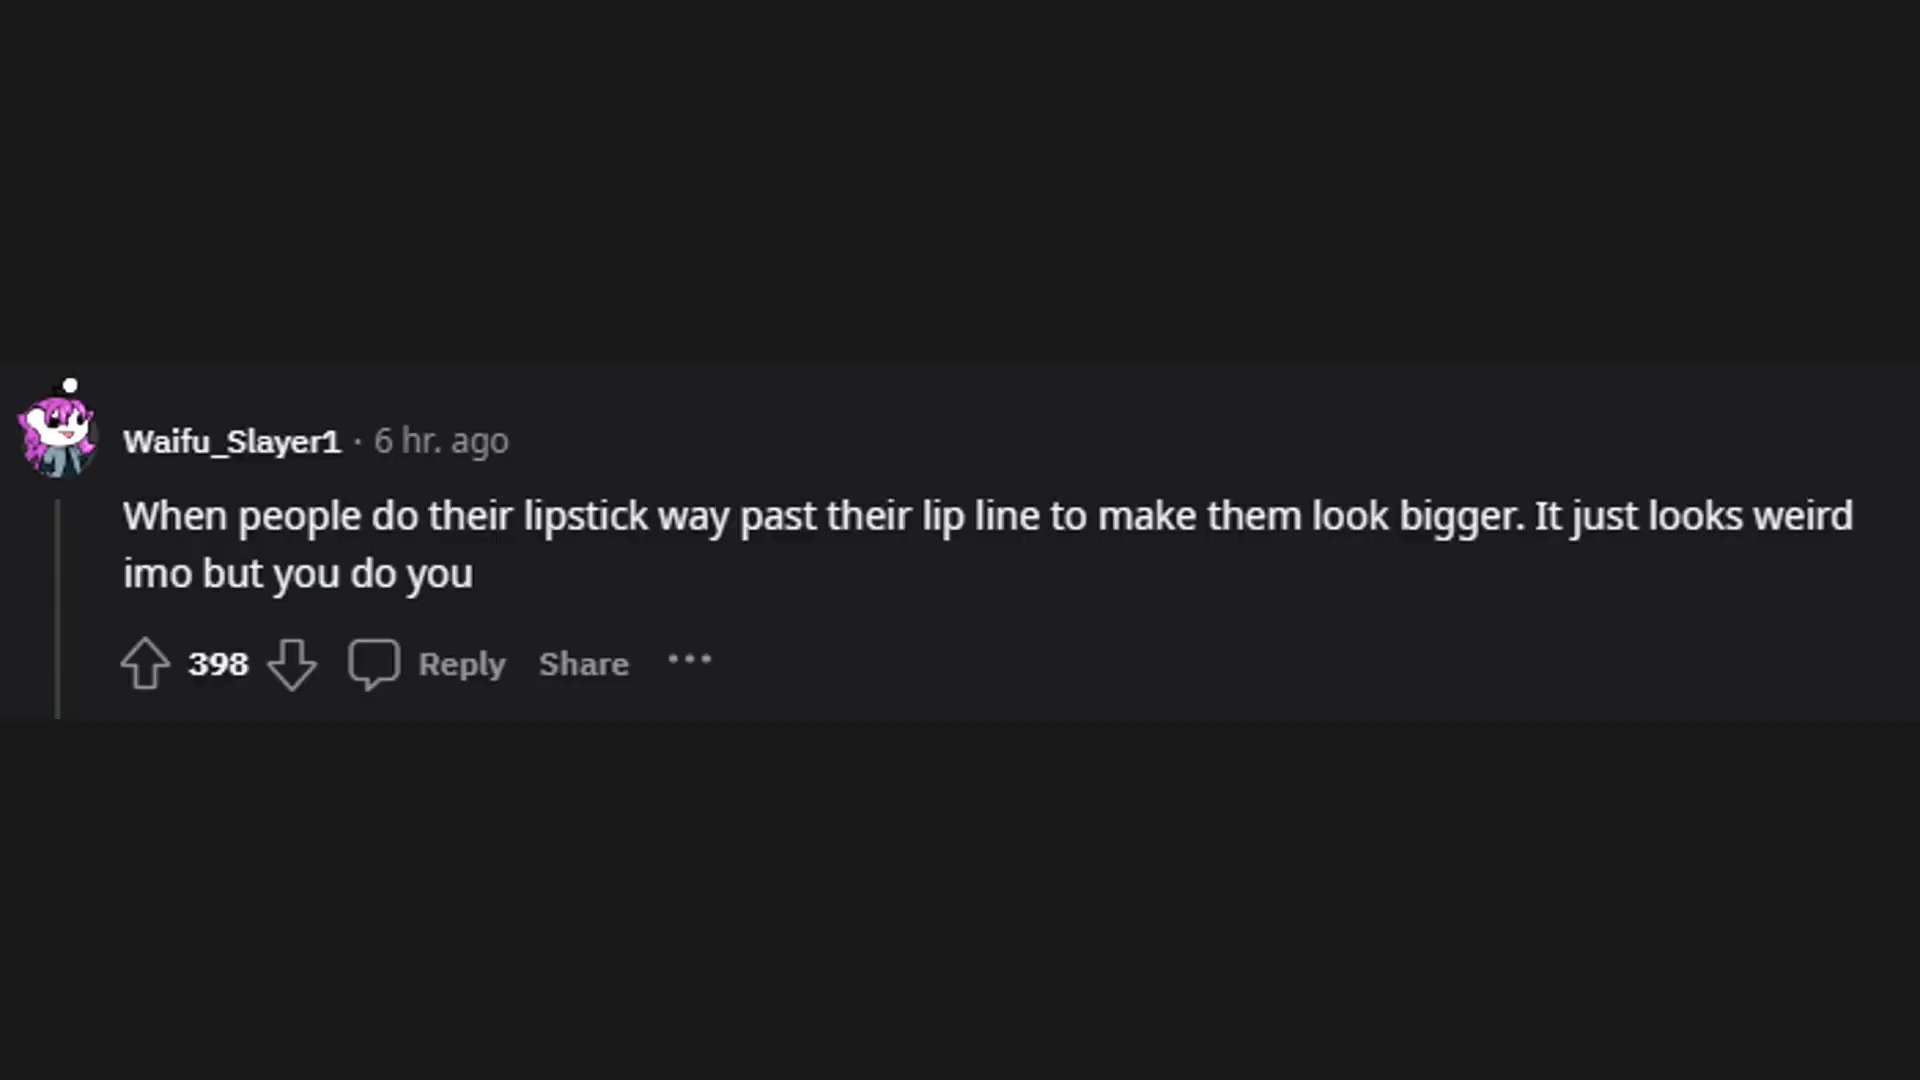 Waifu_Slayer1 · 6 hr. ago
When people do their lipstick way past their lip line to make them look bigger. It just looks weird
imo but you do you
398 Reply Share ···